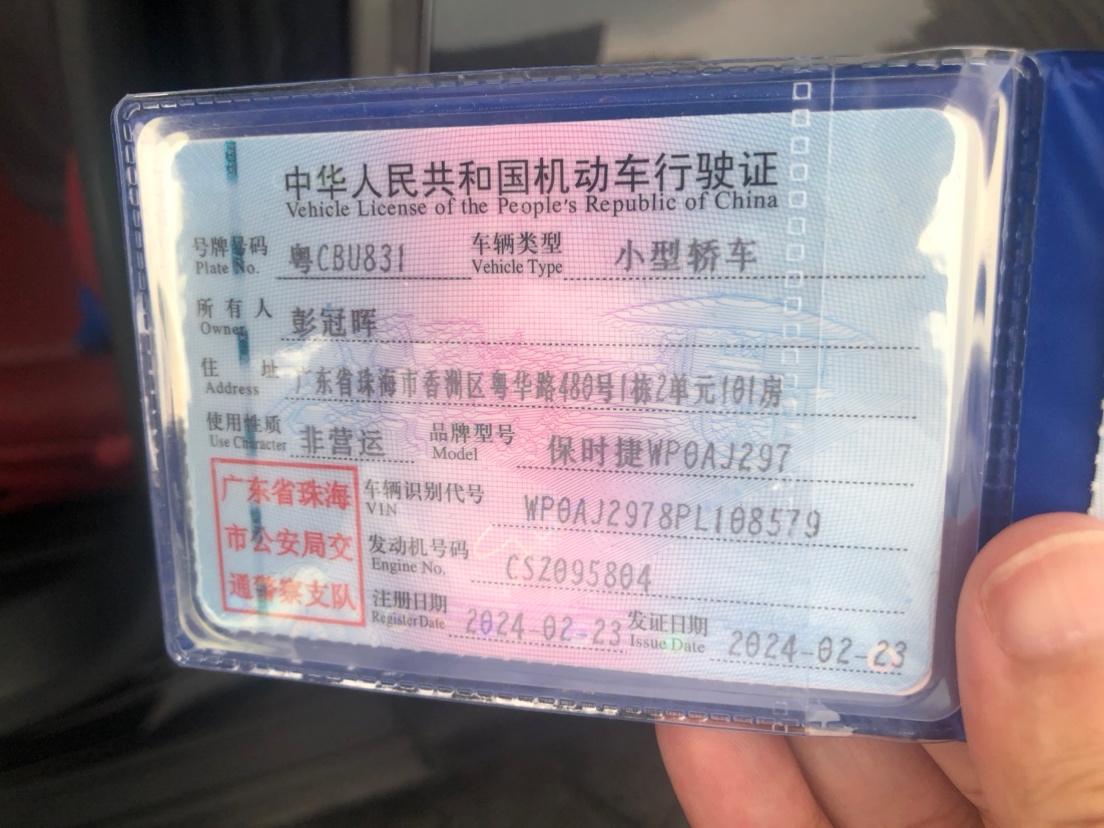 中华人民共和国机动车行驶证
Vehicle License of the People's Republic of China
号牌号码 粤CBU831 车辆类型 小型轿车
Plate No. Vehicle Type
所有人 彭冠晖
Owner
住址 广东省珠海市香洲区粤华路480号1栋2单元101房
Address
使用性质 非营运 品牌型号 保时捷WP0AJ297
Use Character Model
广东省珠海市公安局交通警察支队
车辆识别代号 WP0AJ2978PL108579
VIN
发动机号码 CSZ095804
Engine No.
注册日期 2024-02-23 发证日期 2024-02-23
Register Date Issue Date